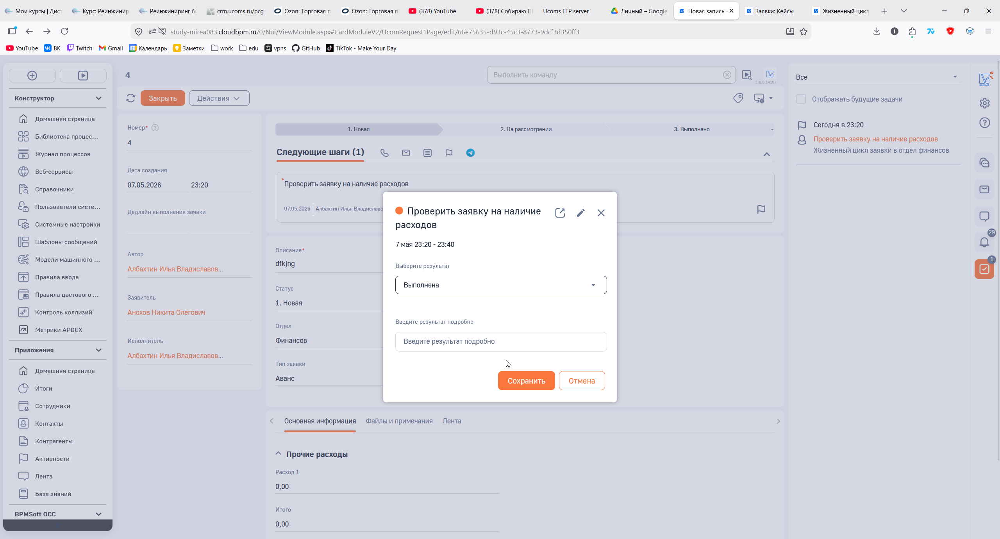 Мои курсы | Дист
Курс: Реинжинир
Реинжиниринг б
crm.ucoms.ru/pcg
Ozon: Торговая п
Ozon: Торговая п
(378) YouTube
(378) Собираю П
Ucoms FTP server
Личный – Google
Новая запись
Заявки: Кейсы
Жизненный цикл
study-mirea083.cloudbpm.ru/0/Nui/ViewModule.aspx#CardModuleV2/UcomRequest1Page/edit/66e75635-d93c-45c3-8773-9dcf3d350ff3
YouTube
ВК
Twitch
Gmail
31 Календарь
Заметки
work
edu
vpns
GitHub
TikTok - Make Your Day
Конструктор
Домашняя страница
Библиотека процес...
Журнал процессов
Веб-сервисы
Справочники
Пользователи систе...
Системные настройки
Шаблоны сообщений
Модели машинного ...
Правила ввода
Правила цветового ...
Контроль коллизий
Метрики APDEX
Приложения
Домашняя страница
Итоги
Сотрудники
Контакты
Контрагенты
Активности
Лента
База знаний
BPMSoft ОСС
4
Выполнить команду
1.8.0.14107
Закрыть
Действия
Номер* ?
4
Дата создания
07.05.2026 23:20
Дедлайн выполнения заявки
Автор
Албахтин Илья Владиславов...
Заявитель
Анохов Никита Олегович
Исполнитель
Албахтин Илья Владиславов...
1. Новая
2. На рассмотрении
3. Выполнено
Следующие шаги (1)
*Проверить заявку на наличие расходов
07.05.2026 Албахтин Илья Владиславо
Описание*
dfkjng
Статус
1. Новая
Отдел
Финансов
Тип заявки
Аванс
Проверить заявку на наличие
расходов
7 мая 23:20 - 23:40
Выберите результат
Выполнена
Введите результат подробно
Введите результат подробно
Сохранить
Отмена
Основная информация
Файлы и примечания
Лента
Прочие расходы
Расход 1
0,00
Итого
0,00
Все
Отображать будущие задачи
Сегодня в 23:20
Проверить заявку на наличие расходов
Жизненный цикл заявки в отдел финансов
ЮКОМС
29
1